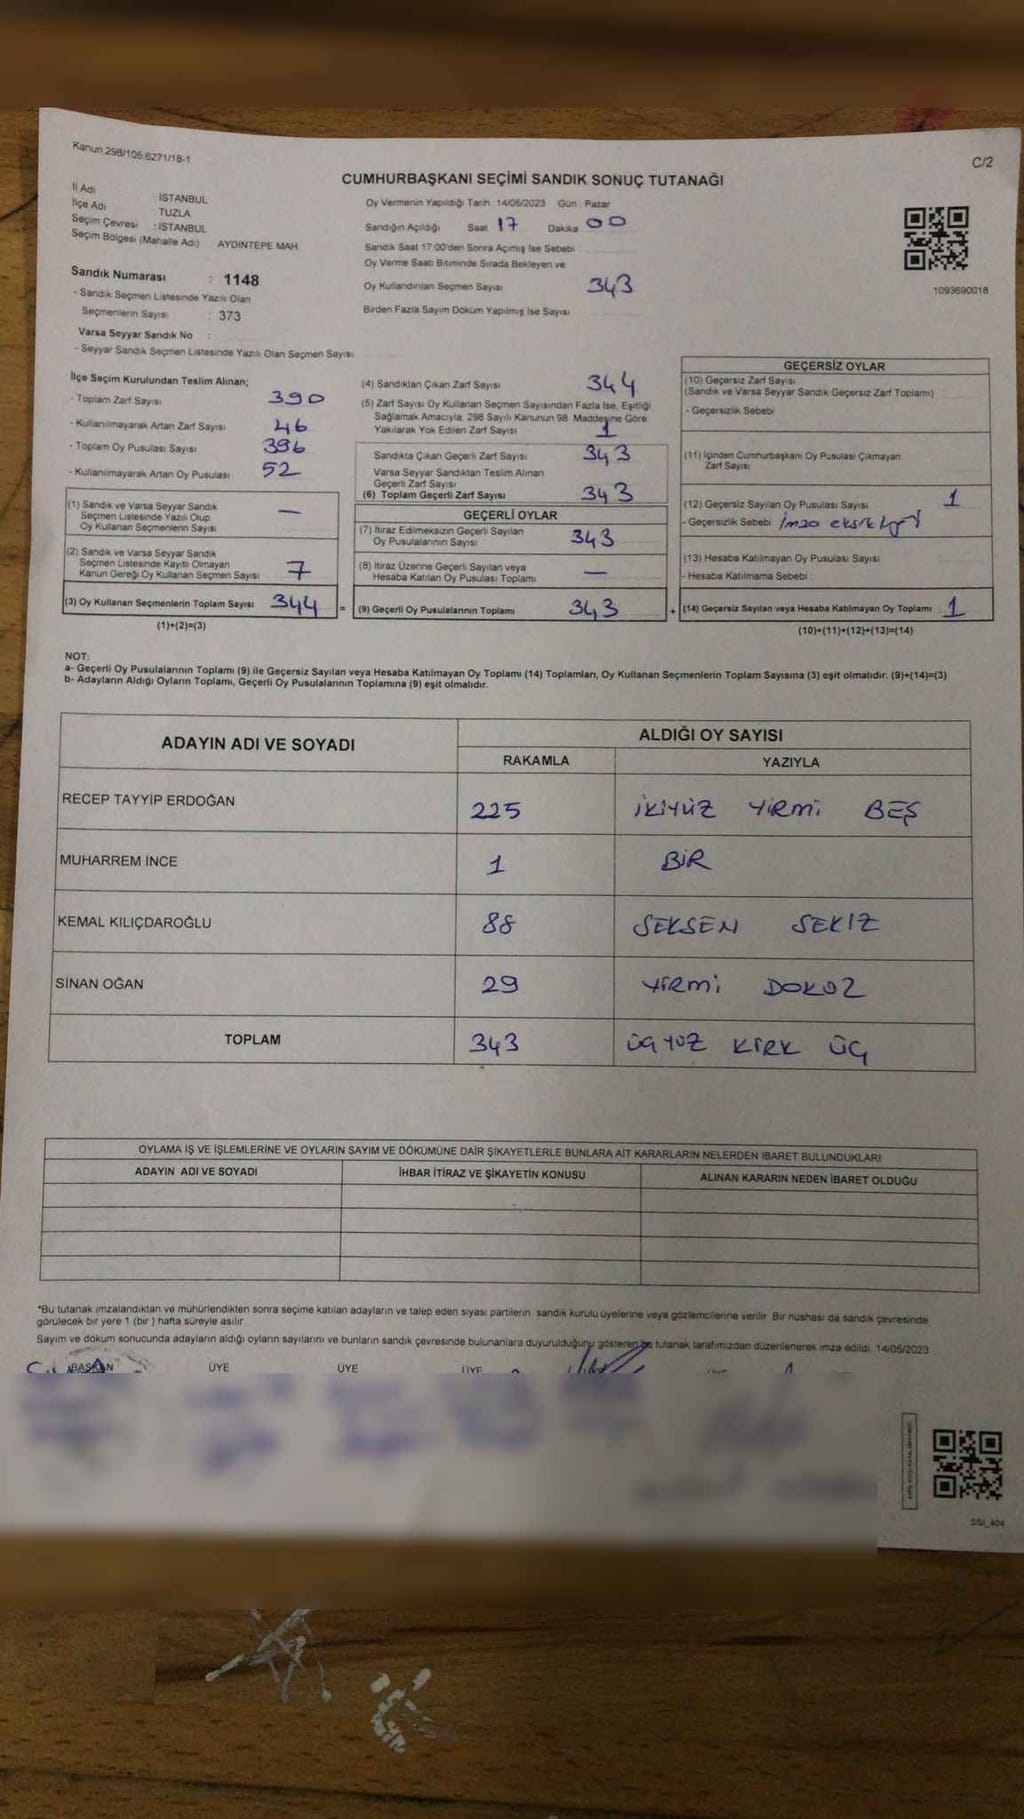 Kanun 298/105;6271/18-1
C/2
CUMHURBAŞKANI SEÇİMİ SANDIK SONUÇ TUTANAĞI
İl Adı İSTANBUL
İlçe Adı TUZLA
Seçim Çevresi : İSTANBUL
Seçim Bölgesi (Mahalle Adı) AYDINTEPE MAH
Sandık Numarası : 1148
- Sandık Seçmen Listesinde Yazılı Olan
Seçmenlerin Sayısı : 373
Varsa Seyyar Sandık No :
- Seyyar Sandık Seçmen Listesinde Yazılı Olan Seçmen Sayısı
Oy Vermenin Yapıldığı Tarih 14/05/2023 Gün : Pazar
Sandığın Açıldığı Saat 17 Dakika 00
Sandık Saat 17:00'den Sonra Açılmış İse Sebebi
Oy Verme Saati Bitiminde Sırada Bekleyen ve
Oy Kullandırılan Seçmen Sayısı 343
Birden Fazla Sayım Döküm Yapılmış İse Sayısı
1093690018
İlçe Seçim Kurulundan Teslim Alınan;
- Toplam Zarf Sayısı 390
- Kullanılmayarak Artan Zarf Sayısı 46
- Toplam Oy Pusulası Sayısı 396
- Kullanılmayarak Artan Oy Pusulası 52
(1) Sandık ve Varsa Seyyar Sandık
Seçmen Listesinde Yazılı Olup
Oy Kullanan Seçmenlerin Sayısı —
(2) Sandık ve Varsa Seyyar Sandık
Seçmen Listesinde Kayıtlı Olmayan
Kanun Gereği Oy Kullanan Seçmen Sayısı 7
(3) Oy Kullanan Seçmenlerin Toplam Sayısı 344 =
(1)+(2)=(3)
(4) Sandıktan Çıkan Zarf Sayısı 344
(5) Zarf Sayısı Oy Kullanan Seçmen Sayısından Fazla İse, Eşitliği
Sağlamak Amacıyla, 298 Sayılı Kanunun 98. Maddesine Göre
Yakılarak Yok Edilen Zarf Sayısı 1
Sandıkta Çıkan Geçerli Zarf Sayısı 343
Varsa Seyyar Sandıktan Teslim Alınan
Geçerli Zarf Sayısı
(6) Toplam Geçerli Zarf Sayısı 343
GEÇERLİ OYLAR
(7) İtiraz Edilmeksizin Geçerli Sayılan
Oy Pusulalarının Sayısı 343
(8) İtiraz Üzerine Geçerli Sayılan veya
Hesaba Katılan Oy Pusulası Toplamı —
(9) Geçerli Oy Pusulalarının Toplamı 343 +
GEÇERSİZ OYLAR
(10) Geçersiz Zarf Sayısı
(Sandık ve Varsa Seyyar Sandık Geçersiz Zarf Toplamı)
- Geçersizlik Sebebi
(11) İçinden Cumhurbaşkanı Oy Pusulası Çıkmayan
Zarf Sayısı
(12) Geçersiz Sayılan Oy Pusulası Sayısı 1
- Geçersizlik Sebebi imza eksikliği
(13) Hesaba Katılmayan Oy Pusulası Sayısı
- Hesaba Katılmama Sebebi
(14) Geçersiz Sayılan veya Hesaba Katılmayan Oy Toplamı 1
(10)+(11)+(12)+(13)=(14)
NOT:
a- Geçerli Oy Pusulalarının Toplamı (9) ile Geçersiz Sayılan veya Hesaba Katılmayan Oy Toplamı (14) Toplamları, Oy Kullanan Seçmenlerin Toplam Sayısına (3) eşit olmalıdır. (9)+(14)=(3)
b- Adayların Aldığı Oyların Toplamı, Geçerli Oy Pusulalarının Toplamına (9) eşit olmalıdır.
ADAYIN ADI VE SOYADI ALDIĞI OY SAYISI
RAKAMLA YAZIYLA
RECEP TAYYİP ERDOĞAN 225 İKİYÜZ YİRMİ BEŞ
MUHARREM İNCE 1 BİR
KEMAL KILIÇDAROĞLU 88 SEKSEN SEKİZ
SİNAN OĞAN 29 YİRMİ DOKUZ
TOPLAM 343 ÜÇYÜZ KIRK ÜÇ
OYLAMA İŞ VE İŞLEMLERİNE VE OYLARIN SAYIM VE DÖKÜMÜNE DAİR ŞİKAYETLERLE BUNLARA AİT KARARLARIN NELERDEN İBARET BULUNDUKLARI
ADAYIN ADI VE SOYADI İHBAR İTİRAZ VE ŞİKAYETİN KONUSU ALINAN KARARIN NEDEN İBARET OLDUĞU
*Bu tutanak imzalandıktan ve mühürlendikten sonra seçime katılan adayların ve talep eden siyasi partilerin, sandık kurulu üyelerine veya gözlemcilerine verilir. Bir nüshası da sandık çevresinde
görülecek bir yere 1 (bir ) hafta süreyle asılır
Sayım ve döküm sonucunda adayların aldığı oyların sayılarını ve bunların sandık çevresinde bulunanlara duyurulduğunu gösteren bu tutanak tarafımızdan düzenlenerek imza edildi. 14/05/2023
BAŞKAN ÜYE ÜYE ÜYE
SSI_404